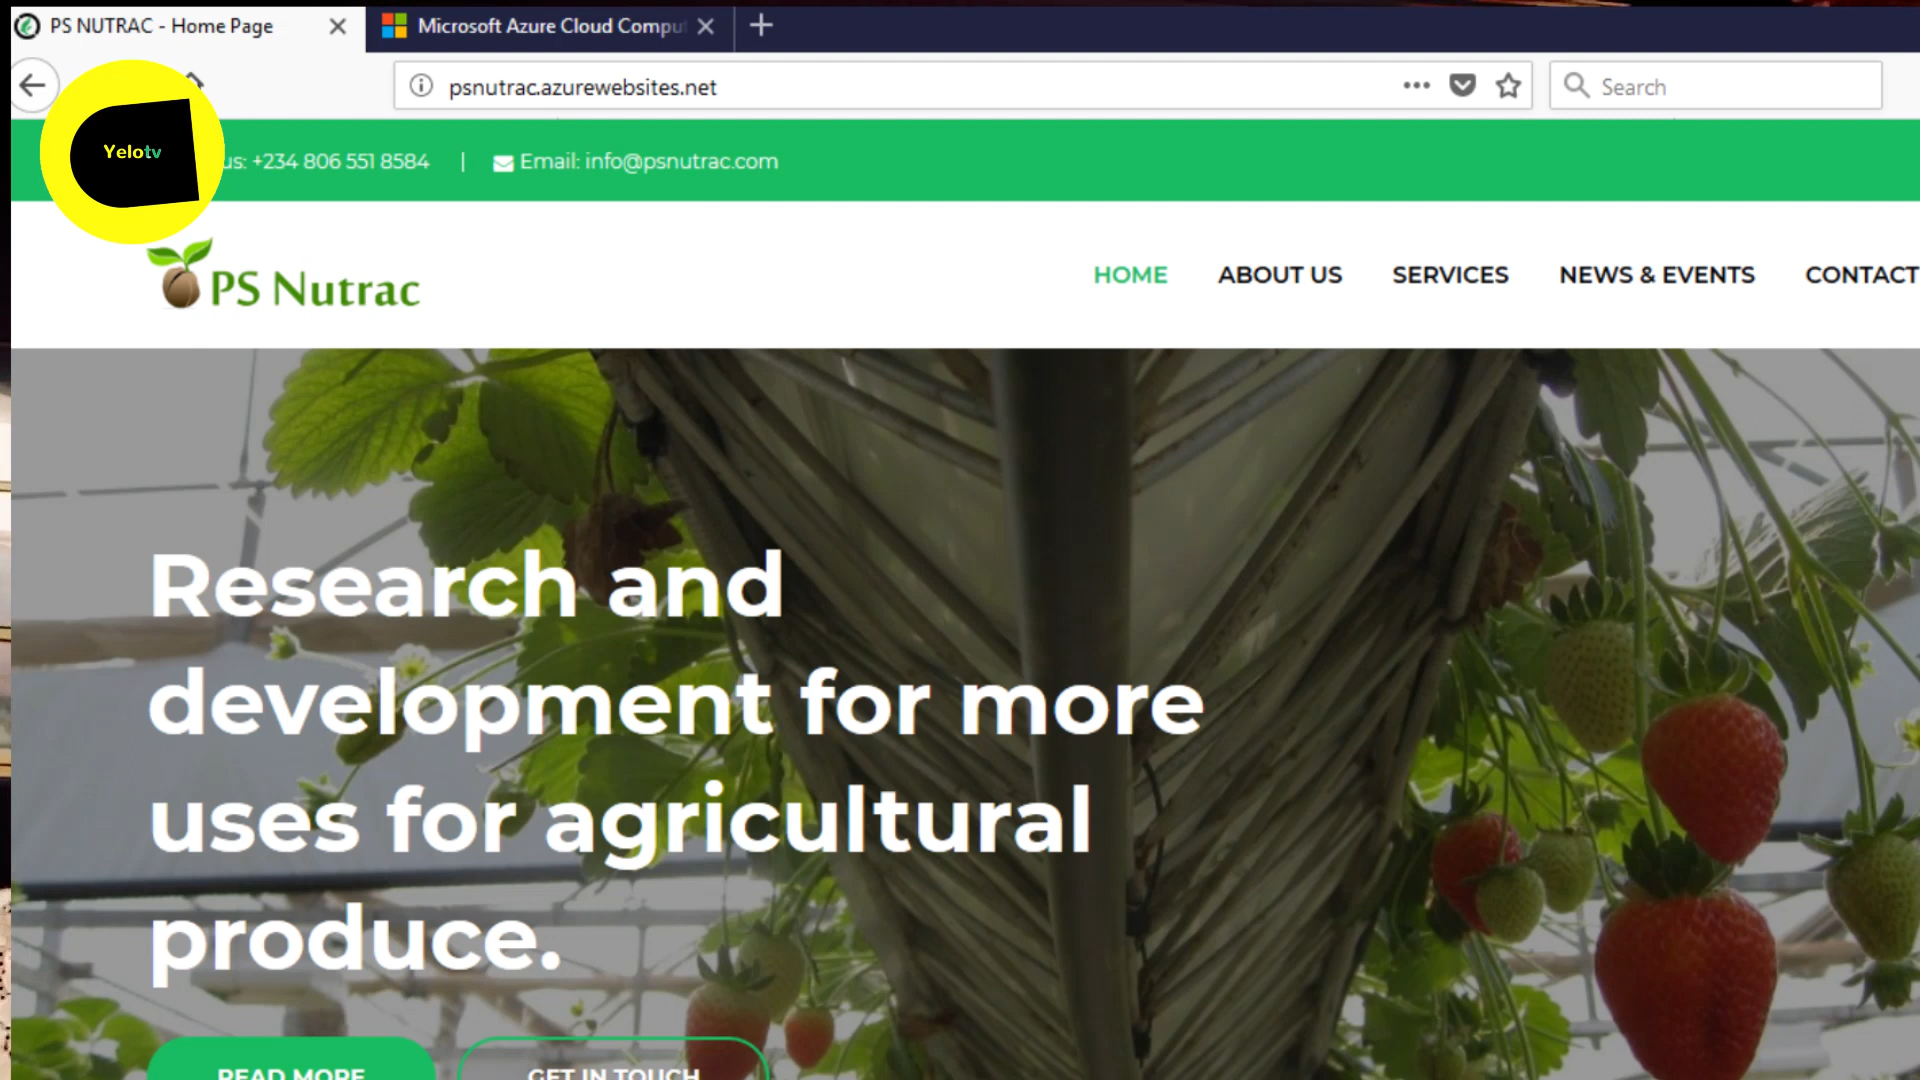 PS NUTRAC - Home Page
Microsoft Azure Cloud Compu
psnutrac.azurewebsites.net
Search
Yelotv
us: +234 806 551 8584 | Email: info@psnutrac.com
PS Nutrac
HOME ABOUT US SERVICES NEWS & EVENTS CONTACT
Research and
development for more
uses for agricultural
produce.
READ MORE GET IN TOUCH